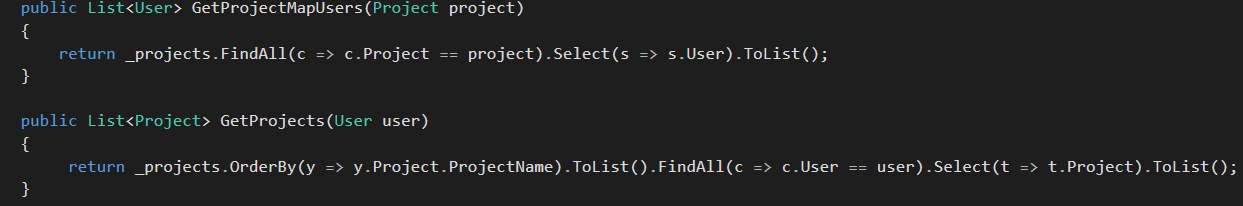 public List<User> GetProjectMapUsers(Project project)
{
return _projects.FindAll(c => c.Project == project).Select(s => s.User).ToList();
}
public List<Project> GetProjects(User user)
{
return _projects.OrderBy(y => y.Project.ProjectName).ToList().FindAll(c => c.User == user).Select(t => t.Project).ToList();
}